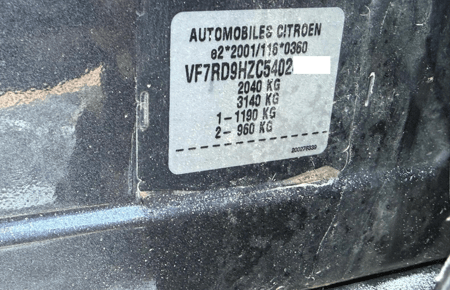 AUTOMOBILES CITROEN
e2*2001/116*0360
VF7RD9HZC5402
2040 KG
3140 KG
1-1190 KG
2- 960 KG